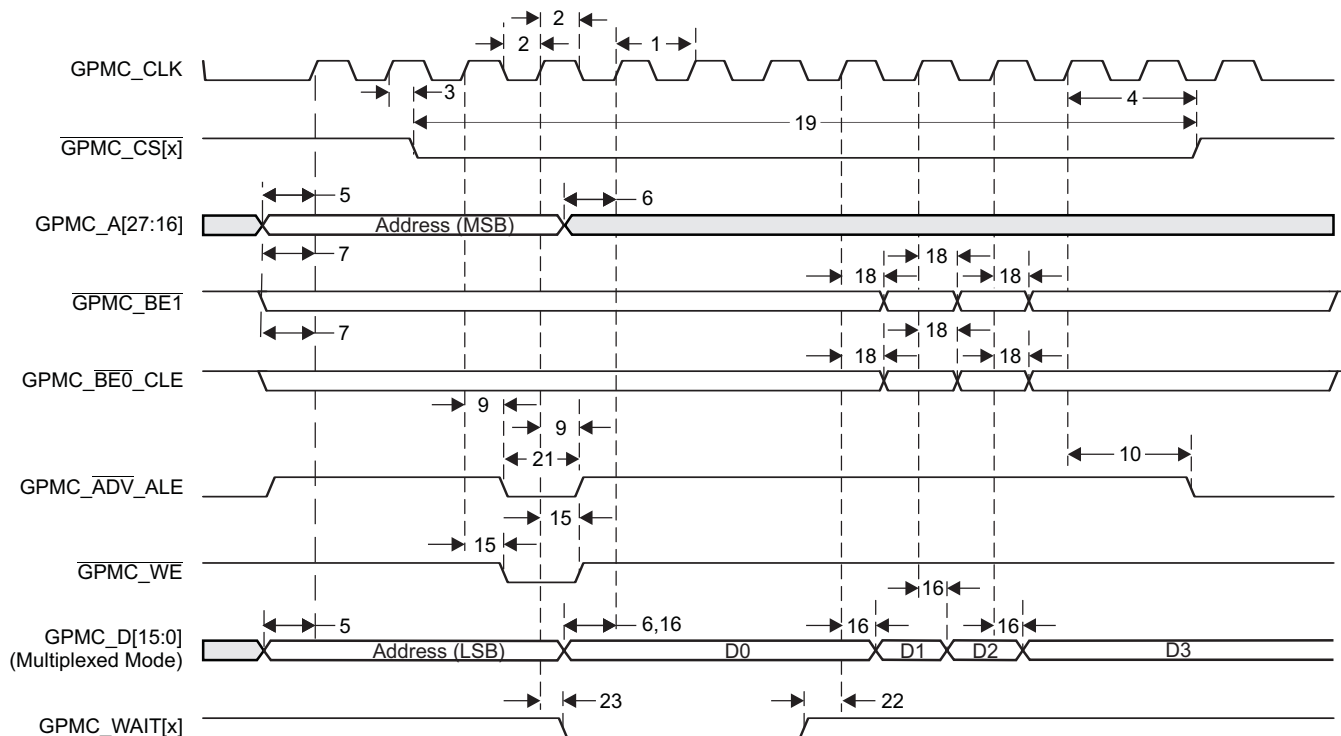 2
2
1
GPMC_CLK
3
4
19
GPMC_CS[x]
5
6
GPMC_A[27:16]
Address (MSB)
7
18
18
18
GPMC_BE1
7
18
18
18
GPMC_BE0_CLE
9
9
10
21
GPMC_ADV_ALE
15
15
GPMC_WE
16
5
6,16
16
16
GPMC_D[15:0]
(Multiplexed Mode)
Address (LSB)
D0
D1
D2
D3
23
22
GPMC_WAIT[x]